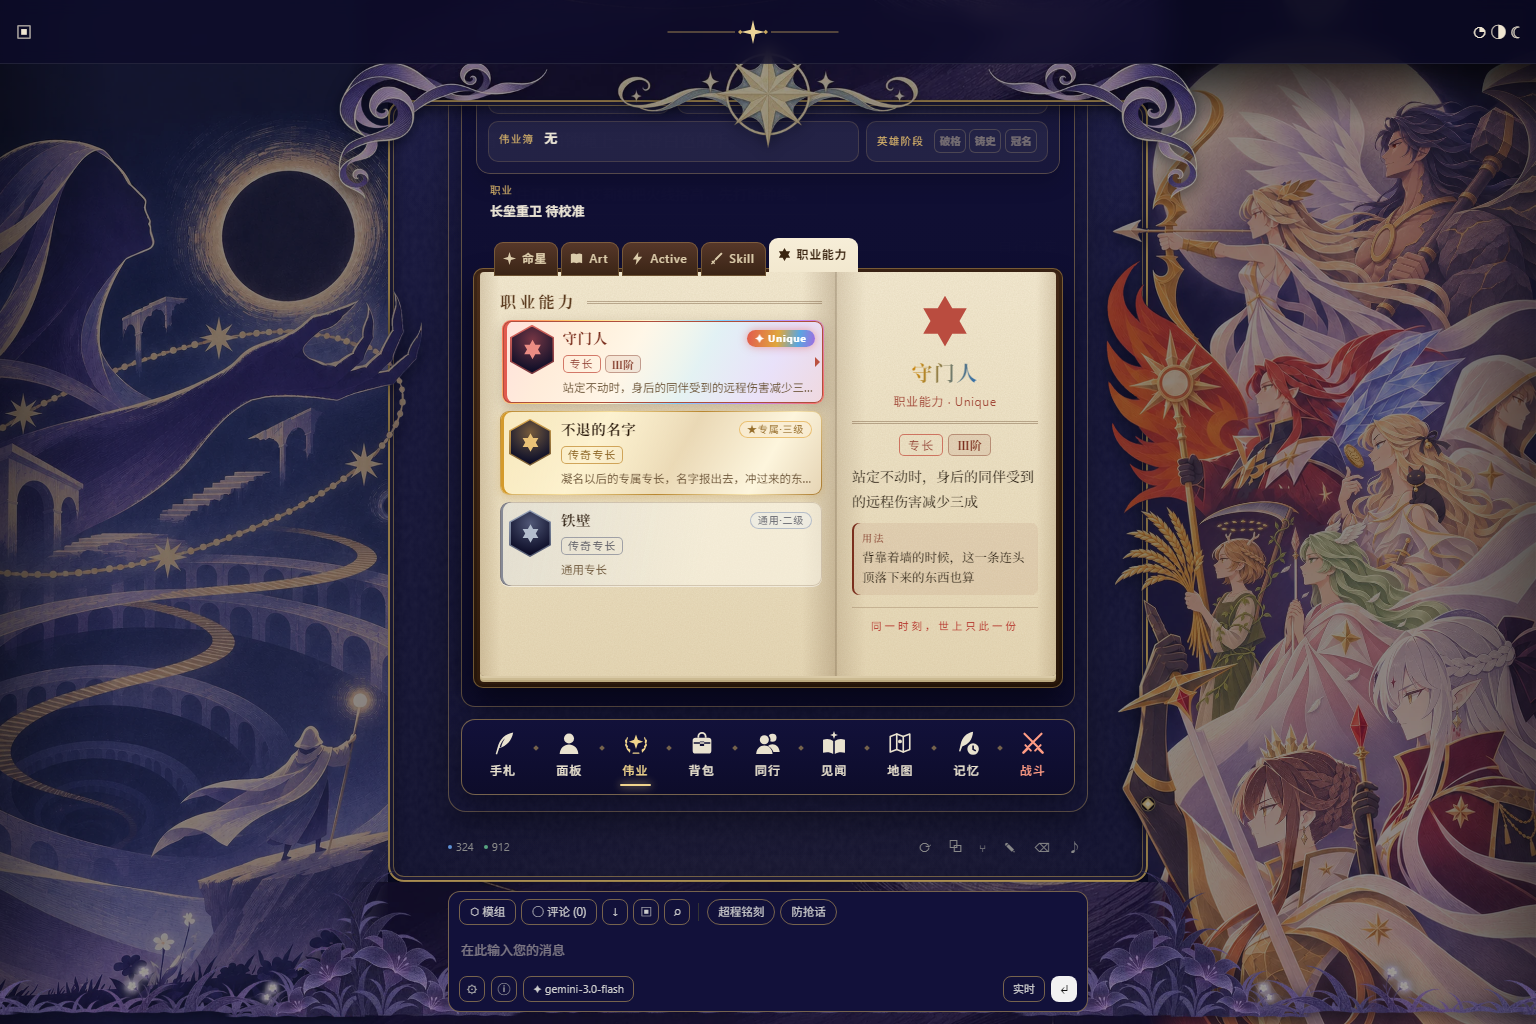 伟业簿 无
英雄阶段 破格 铸史 冠名
职业
长垒重卫 待校准
命星 Art Active Skill 职业能力
职业能力
守门人
Unique
专长 III阶
站定不动时，身后的同伴受到的远程伤害减少三...
不退的名字
★专属·三级
传奇专长
凝名以后的专属专长，名字报出去，冲过来的东...
铁壁
通用·二级
传奇专长
通用专长
守门人
职业能力 · Unique
专长 III阶
站定不动时，身后的同伴受到
的远程伤害减少三成
用法
背靠着墙的时候，这一条连头
顶落下来的东西也算
同一时刻，世上只此一份
手札 面板 伟业 背包 同行 见闻 地图 记忆 战斗
324 912
模组 评论 (0) 超程铭刻 防抢话
在此输入您的消息
gemini-3.0-flash
实时